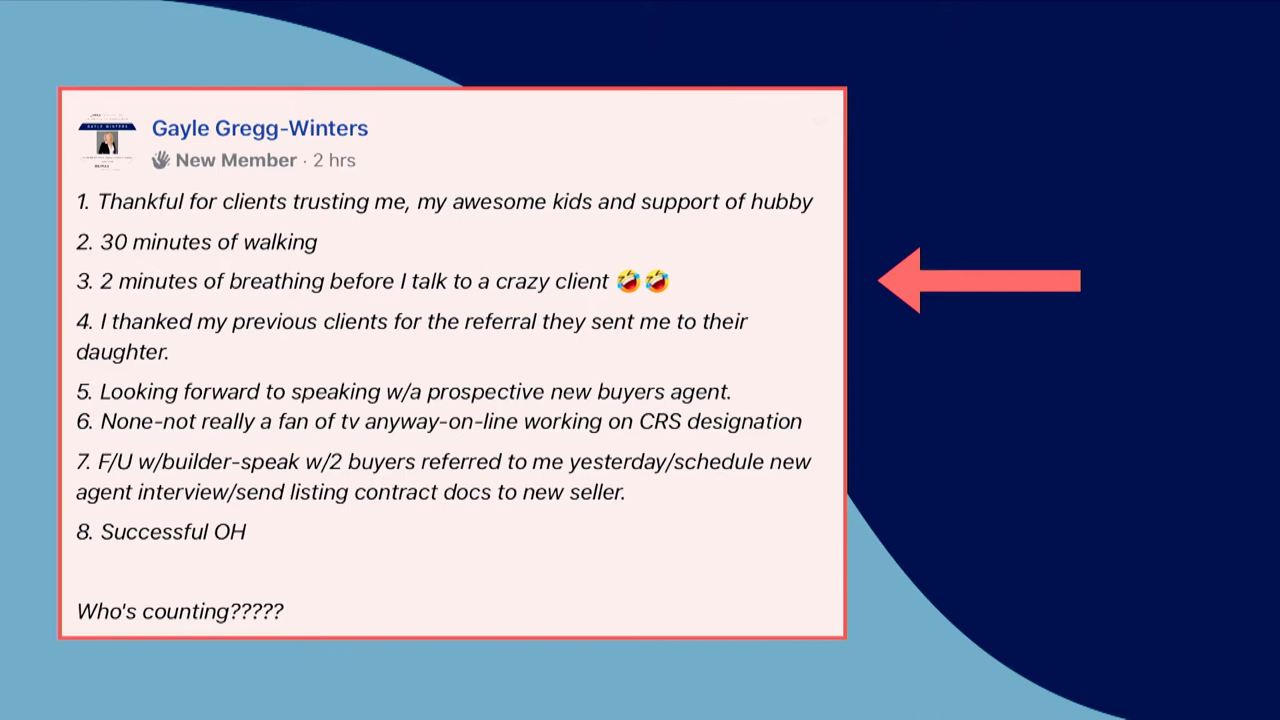 Gayle Gregg-Winters
New Member · 2 hrs
1. Thankful for clients trusting me, my awesome kids and support of hubby
2. 30 minutes of walking
3. 2 minutes of breathing before I talk to a crazy client 🤣🤣
4. I thanked my previous clients for the referral they sent me to their
daughter.
5. Looking forward to speaking w/a prospective new buyers agent.
6. None-not really a fan of tv anyway-on-line working on CRS designation
7. F/U w/builder-speak w/2 buyers referred to me yesterday/schedule new
agent interview/send listing contract docs to new seller.
8. Successful OH
Who's counting?????